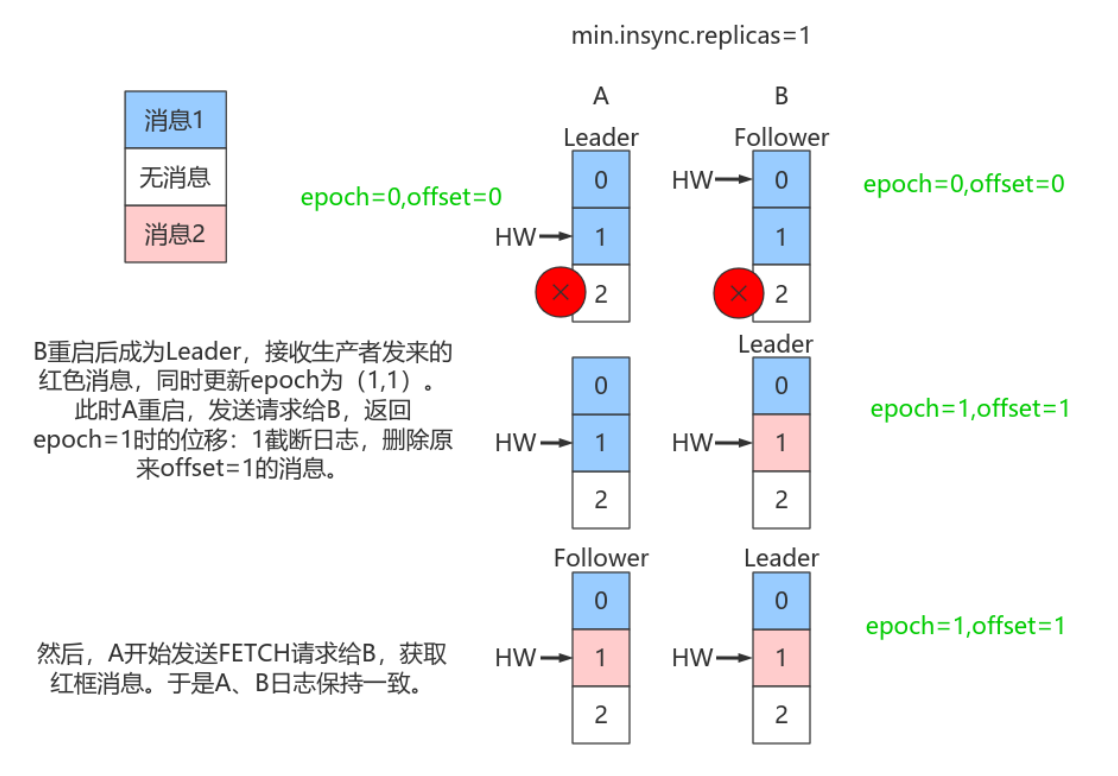 min.insync.replicas=1
A
B
消息1
无消息
消息2
Leader
Follower
epoch=0,offset=0
HW
0
1
2
HW
0
1
2
epoch=0,offset=0
B重启后成为Leader，接收生产者发来的
红色消息，同时更新epoch为（1,1）。
此时A重启，发送请求给B，返回
epoch=1时的位移：1截断日志，删除原
来offset=1的消息。
HW
0
1
2
Leader
HW
0
1
2
epoch=1,offset=1
然后，A开始发送FETCH请求给B，获取
红框消息。于是A、B日志保持一致。
Follower
HW
0
1
2
Leader
HW
0
1
2
epoch=1,offset=1